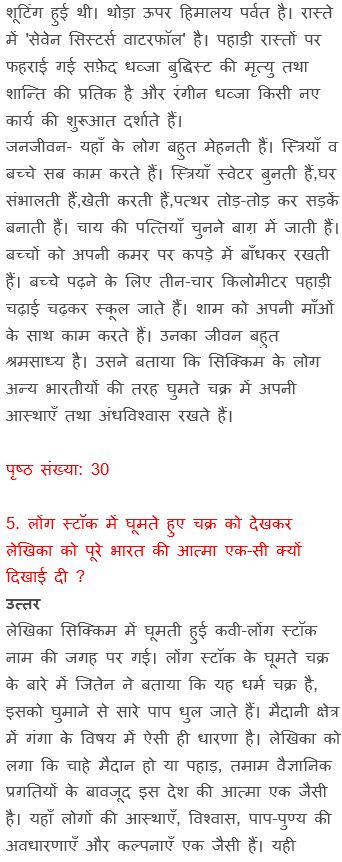 शूटिंग हुई थी। थोड़ा ऊपर हिमालय पर्वत है। रास्ते
में 'सेवेन सिस्टर्स वाटरफॉल' है। पहाड़ी रास्तों पर
फहराई गई सफ़ेद ध्वजा बुद्धिस्ट की मृत्यु तथा
शान्ति की प्रतिक है और रंगीन ध्वजा किसी नए
कार्य की शुरूआत दर्शाते हैं।
जनजीवन- यहाँ के लोग बहुत मेहनती हैं। स्त्रियाँ व
बच्चे सब काम करते हैं। स्त्रियाँ स्वेटर बुनती हैं,घर
संभालती हैं,खेती करती हैं,पत्थर तोड़-तोड़ कर सड़कें
बनाती हैं। चाय की पत्तियाँ चुनने बाग़ में जाती हैं।
बच्चों को अपनी कमर पर कपड़े में बाँधकर रखती
हैं। बच्चे पढ़ने के लिए तीन-चार किलोमीटर पहाड़ी
चढ़ाई चढ़कर स्कूल जाते हैं। शाम को अपनी माँओं
के साथ काम करते हैं। उनका जीवन बहुत
श्रमसाध्य है। उसने बताया कि सिक्किम के लोग
अन्य भारतीयों की तरह घुमते चक्र में अपनी
आस्थाएँ तथा अंधविश्वास रखते हैं।
पृष्ठ संख्या: 30
5. लोंग स्टॉक में घूमते हुए चक्र को देखकर
लेखिका को पूरे भारत की आत्मा एक-सी क्यों
दिखाई दी ?
उत्तर
लेखिका सिक्किम में घूमती हुई कवी-लोंग स्टॉक
नाम की जगह पर गई। लोंग स्टॉक के घूमते चक्र
के बारे में जितेन ने बताया कि यह धर्म चक्र है,
इसको घुमाने से सारे पाप धुल जाते हैं। मैदानी क्षेत्र
में गंगा के विषय में ऐसी ही धारणा है। लेखिका को
लगा कि चाहे मैदान हो या पहाड़, तमाम वैज्ञानिक
प्रगतियों के बावजूद इस देश की आत्मा एक जैसी
है। यहाँ लोगों की आस्थाएँ, विश्वास, पाप-पुण्य की
अवधारणाएँ और कल्पनाएँ एक जैसी हैं। यही